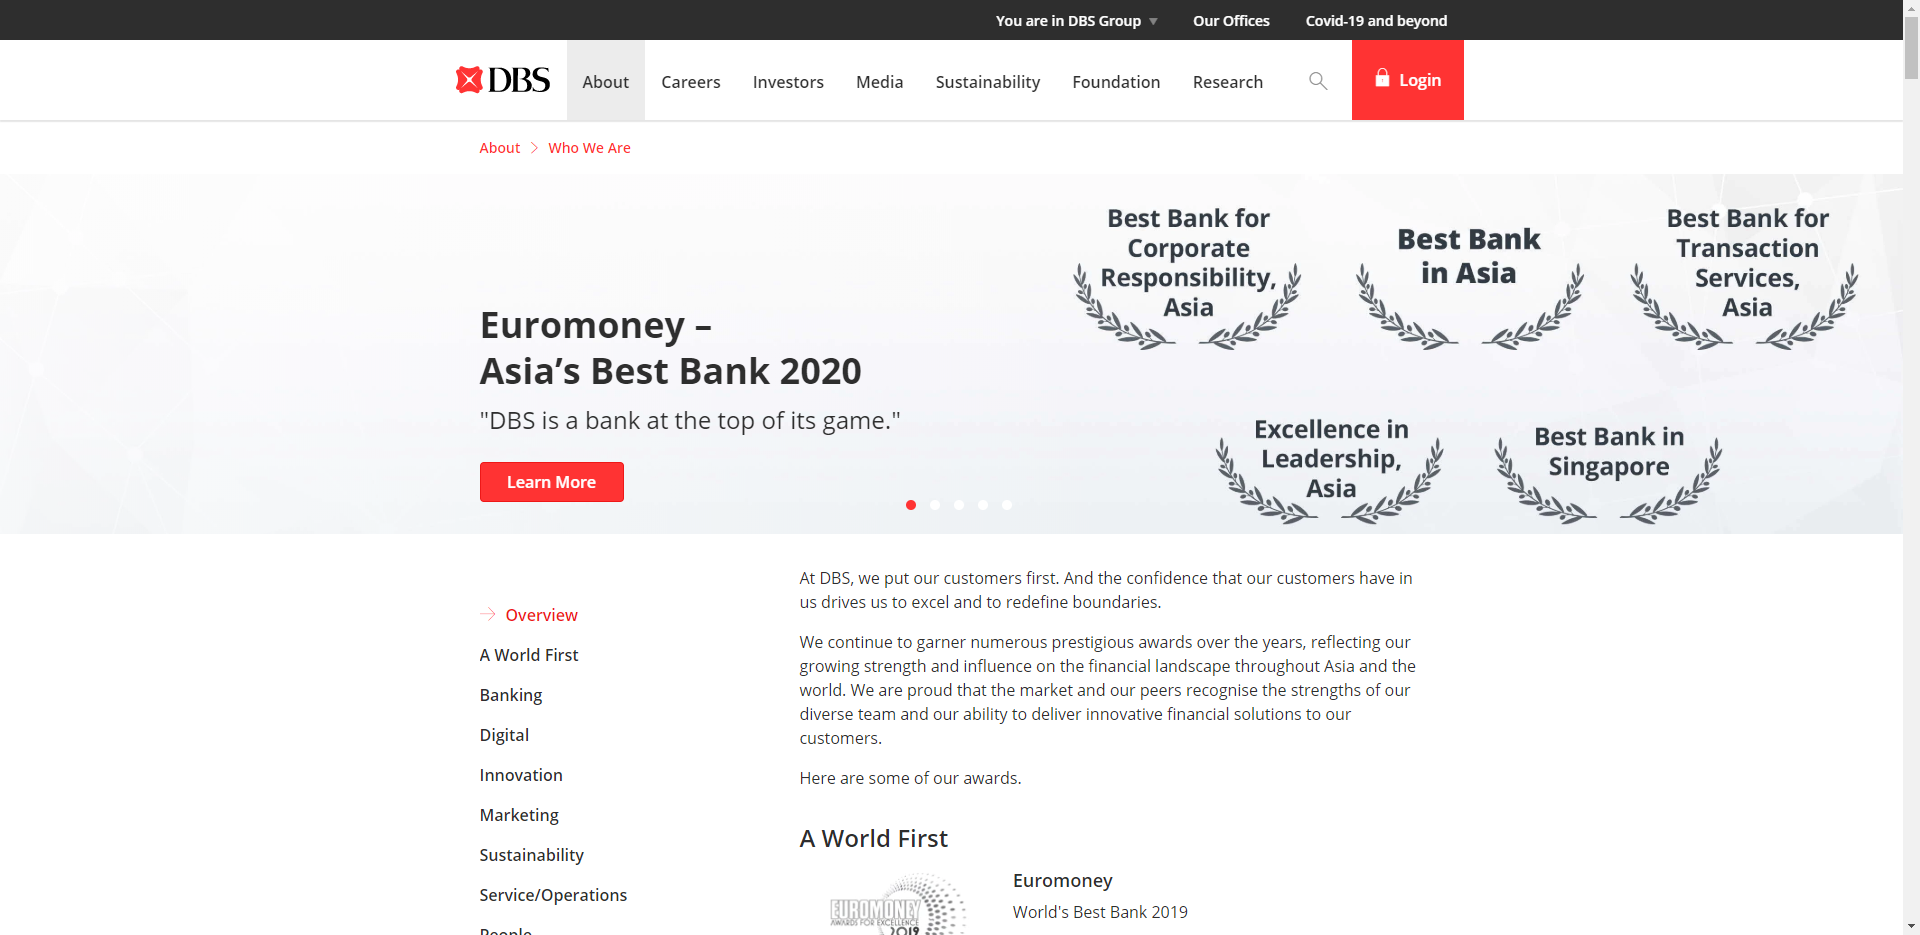 You are in DBS Group
Our Offices
Covid-19 and beyond
DBS
About
Careers
Investors
Media
Sustainability
Foundation
Research
Login
About
Who We Are
Euromoney –
Asia’s Best Bank 2020
"DBS is a bank at the top of its game."
Learn More
Best Bank for
Corporate
Responsibility,
Asia
Best Bank
in Asia
Best Bank for
Transaction
Services,
Asia
Excellence in
Leadership,
Asia
Best Bank in
Singapore
Overview
A World First
Banking
Digital
Innovation
Marketing
Sustainability
Service/Operations
People
At DBS, we put our customers first. And the confidence that our customers have in
us drives us to excel and to redefine boundaries.
We continue to garner numerous prestigious awards over the years, reflecting our
growing strength and influence on the financial landscape throughout Asia and the
world. We are proud that the market and our peers recognise the strengths of our
diverse team and our ability to deliver innovative financial solutions to our
customers.
Here are some of our awards.
A World First
EUROMONEY
AWARDS FOR EXCELLENCE
2019
Euromoney
World's Best Bank 2019